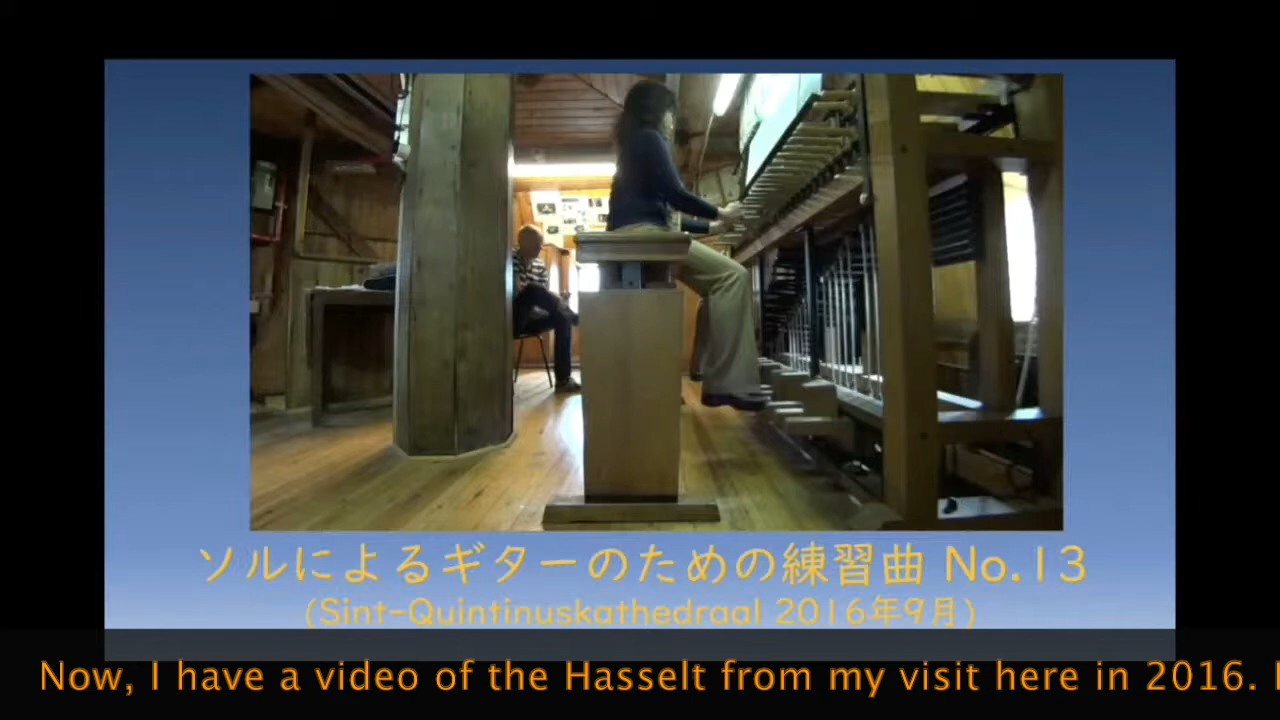 ソルによるギターのための練習曲 No.13
(Sint-Quintinuskathedraal 2016年9月)
Now, I have a video of the Hasselt from my visit here in 2016.